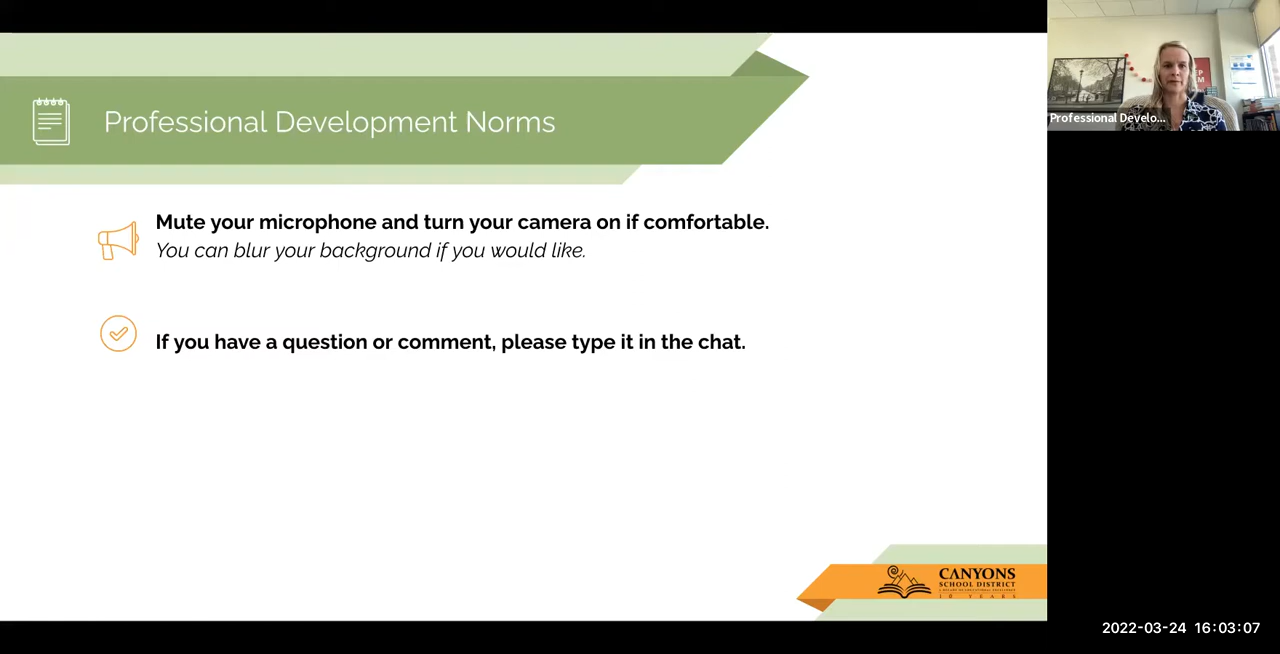 Professional Development Norms
Professional Develo...
Mute your microphone and turn your camera on if comfortable.
You can blur your background if you would like.
If you have a question or comment, please type it in the chat.
CANYONS
SCHOOL DISTRICT
10 YEARS
2022-03-24 16:03:07